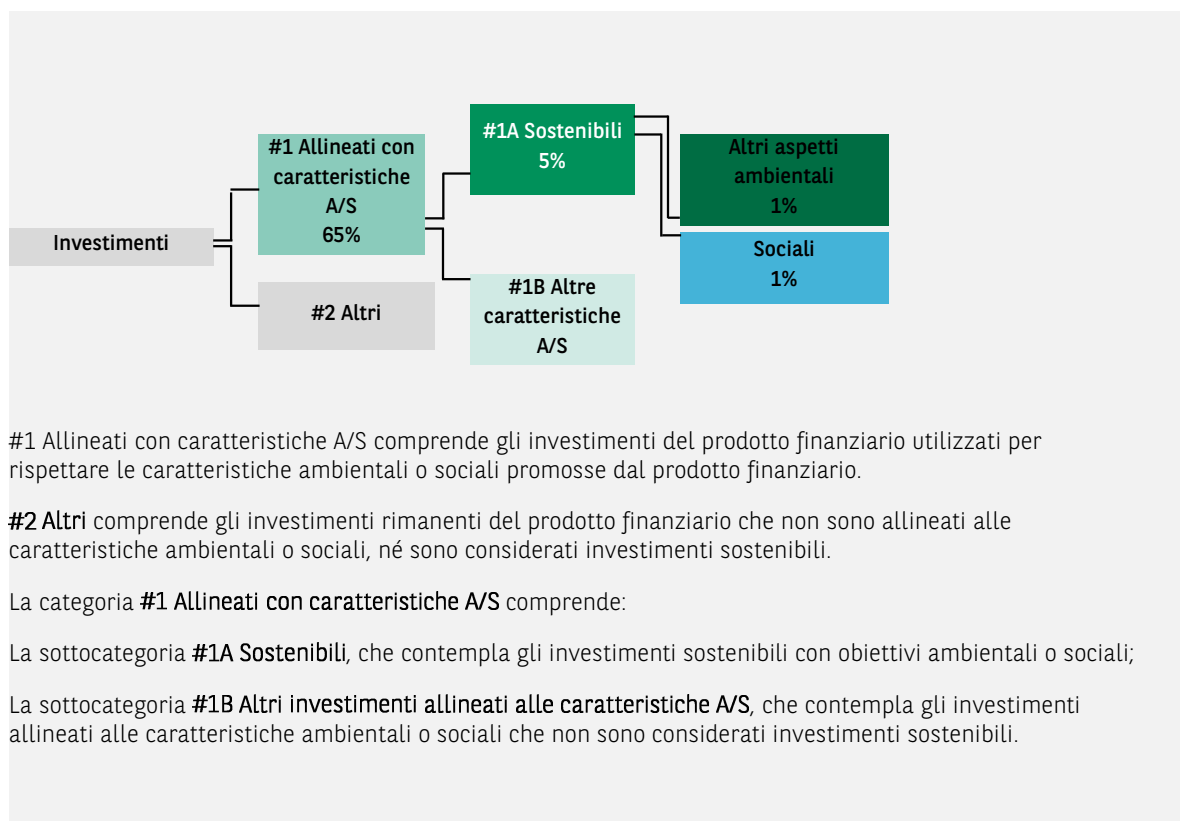 #1A Sostenibili
5%
#1 Allineati con
caratteristiche
A/S
65%
Altri aspetti
ambientali
1%
Investimenti
Sociali
1%
#1B Altre
caratteristiche
A/S
#2 Altri
#1 Allineati con caratteristiche A/S comprende gli investimenti del prodotto finanziario utilizzati per
rispettare le caratteristiche ambientali o sociali promosse dal prodotto finanziario.
#2 Altri comprende gli investimenti rimanenti del prodotto finanziario che non sono allineati alle
caratteristiche ambientali o sociali, né sono considerati investimenti sostenibili.
La categoria #1 Allineati con caratteristiche A/S comprende:
La sottocategoria #1A Sostenibili, che contempla gli investimenti sostenibili con obiettivi ambientali o sociali;
La sottocategoria #1B Altri investimenti allineati alle caratteristiche A/S, che contempla gli investimenti
allineati alle caratteristiche ambientali o sociali che non sono considerati investimenti sostenibili.